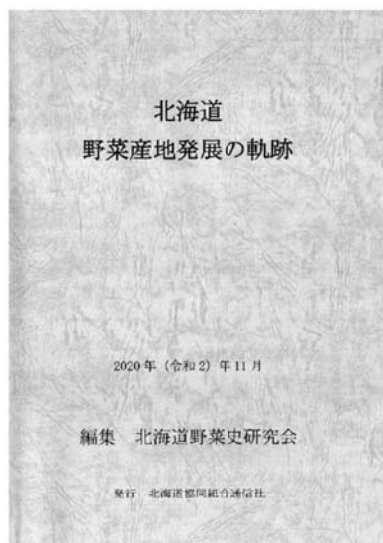 北海道
野菜産地発展の軌跡
2020年（令和2）年11月
編集　北海道野菜史研究会
発行　北海道協同組合通信社